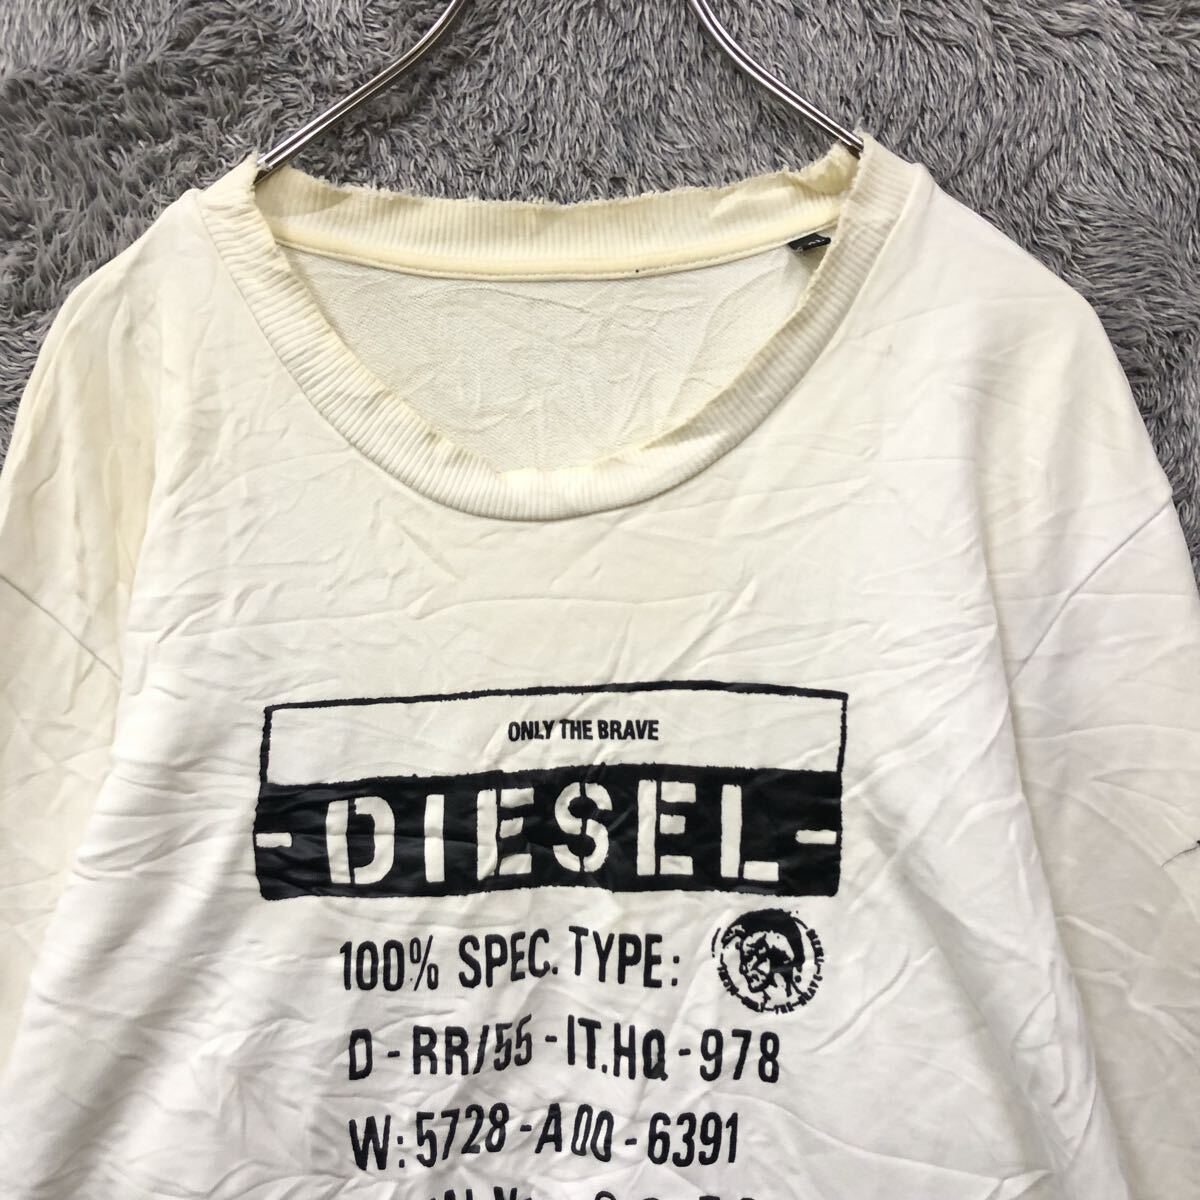 ONLY THE BRAVE
-DIESEL-
100% SPEC. TYPE:
D-RR/55-IT.HQ-978
W:5728-A00-6391